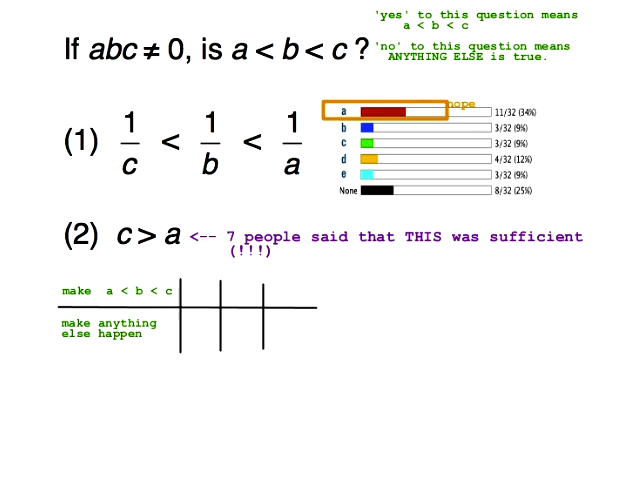 'yes' to this question means
a < b < c
If abc ≠ 0, is a < b < c ?
'no' to this question means
ANYTHING ELSE is true.
(1) 1/c < 1/b < 1/a
nope
a 11/32 (34%)
b 3/32 (9%)
c 3/32 (9%)
d 4/32 (12%)
e 3/32 (9%)
None 8/32 (25%)
(2) c > a <-- 7 people said that THIS was sufficient
(!!!)
make a < b < c
make anything
else happen